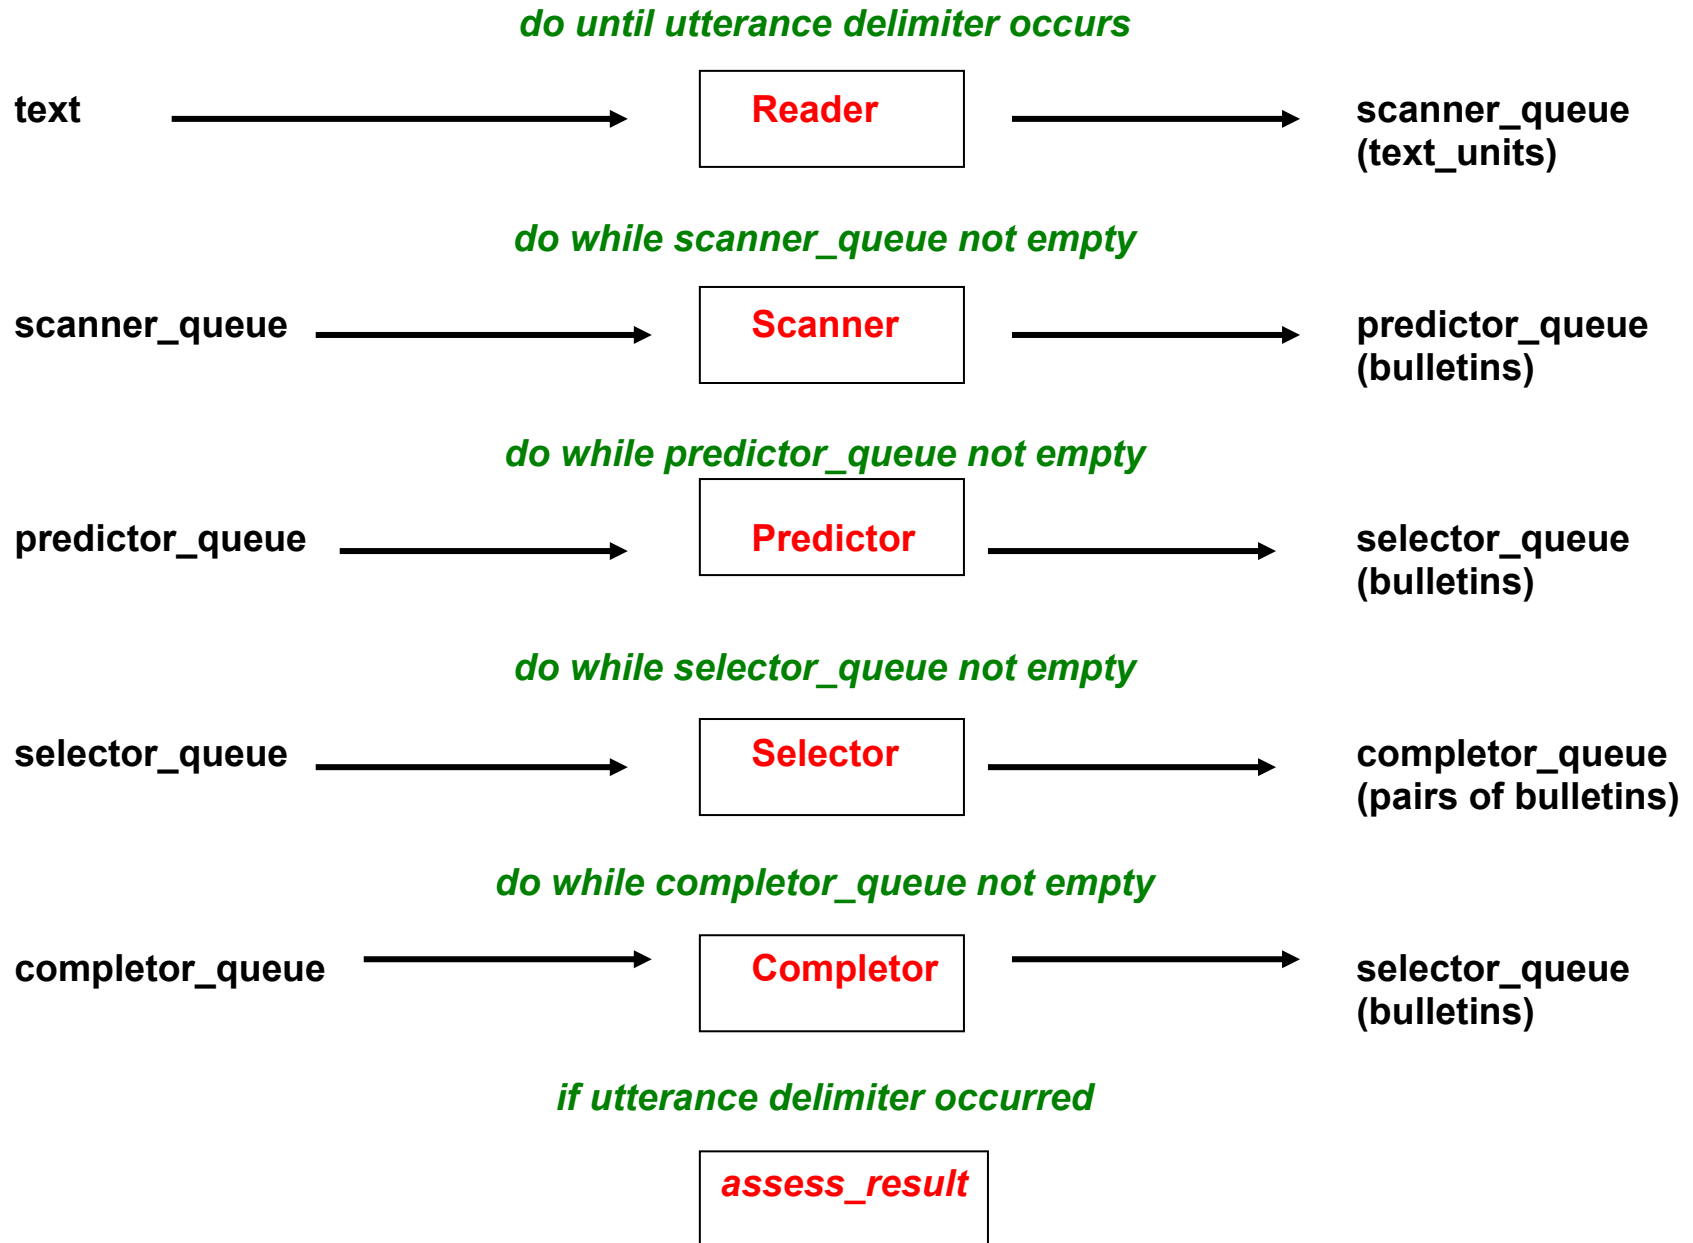 do until utterance delimiter occurs
text
Reader
scanner_queue
(text_units)
do while scanner_queue not empty
scanner_queue
Scanner
predictor_queue
(bulletins)
do while predictor_queue not empty
predictor_queue
Predictor
selector_queue
(bulletins)
do while selector_queue not empty
selector_queue
Selector
completor_queue
(pairs of bulletins)
do while completor_queue not empty
completor_queue
Completor
selector_queue
(bulletins)
if utterance delimiter occurred
assess_result